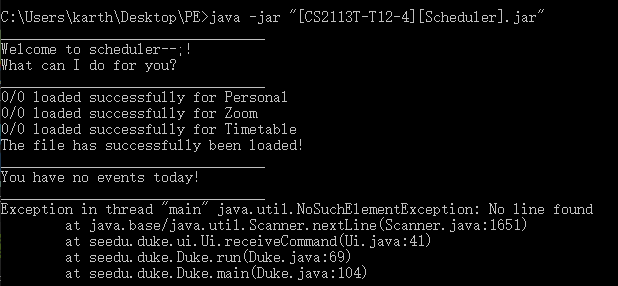 C:\Users\karth\Desktop\PE>java -jar "[CS2113T-T12-4][Scheduler].jar"
Welcome to scheduler--;!
What can I do for you?
0/0 loaded successfully for Personal
0/0 loaded successfully for Zoom
0/0 loaded successfully for Timetable
The file has successfully been loaded!
You have no events today!
Exception in thread "main" java.util.NoSuchElementException: No line found
at java.base/java.util.Scanner.nextLine(Scanner.java:1651)
at seedu.duke.ui.Ui.receiveCommand(Ui.java:41)
at seedu.duke.Duke.run(Duke.java:69)
at seedu.duke.Duke.main(Duke.java:104)